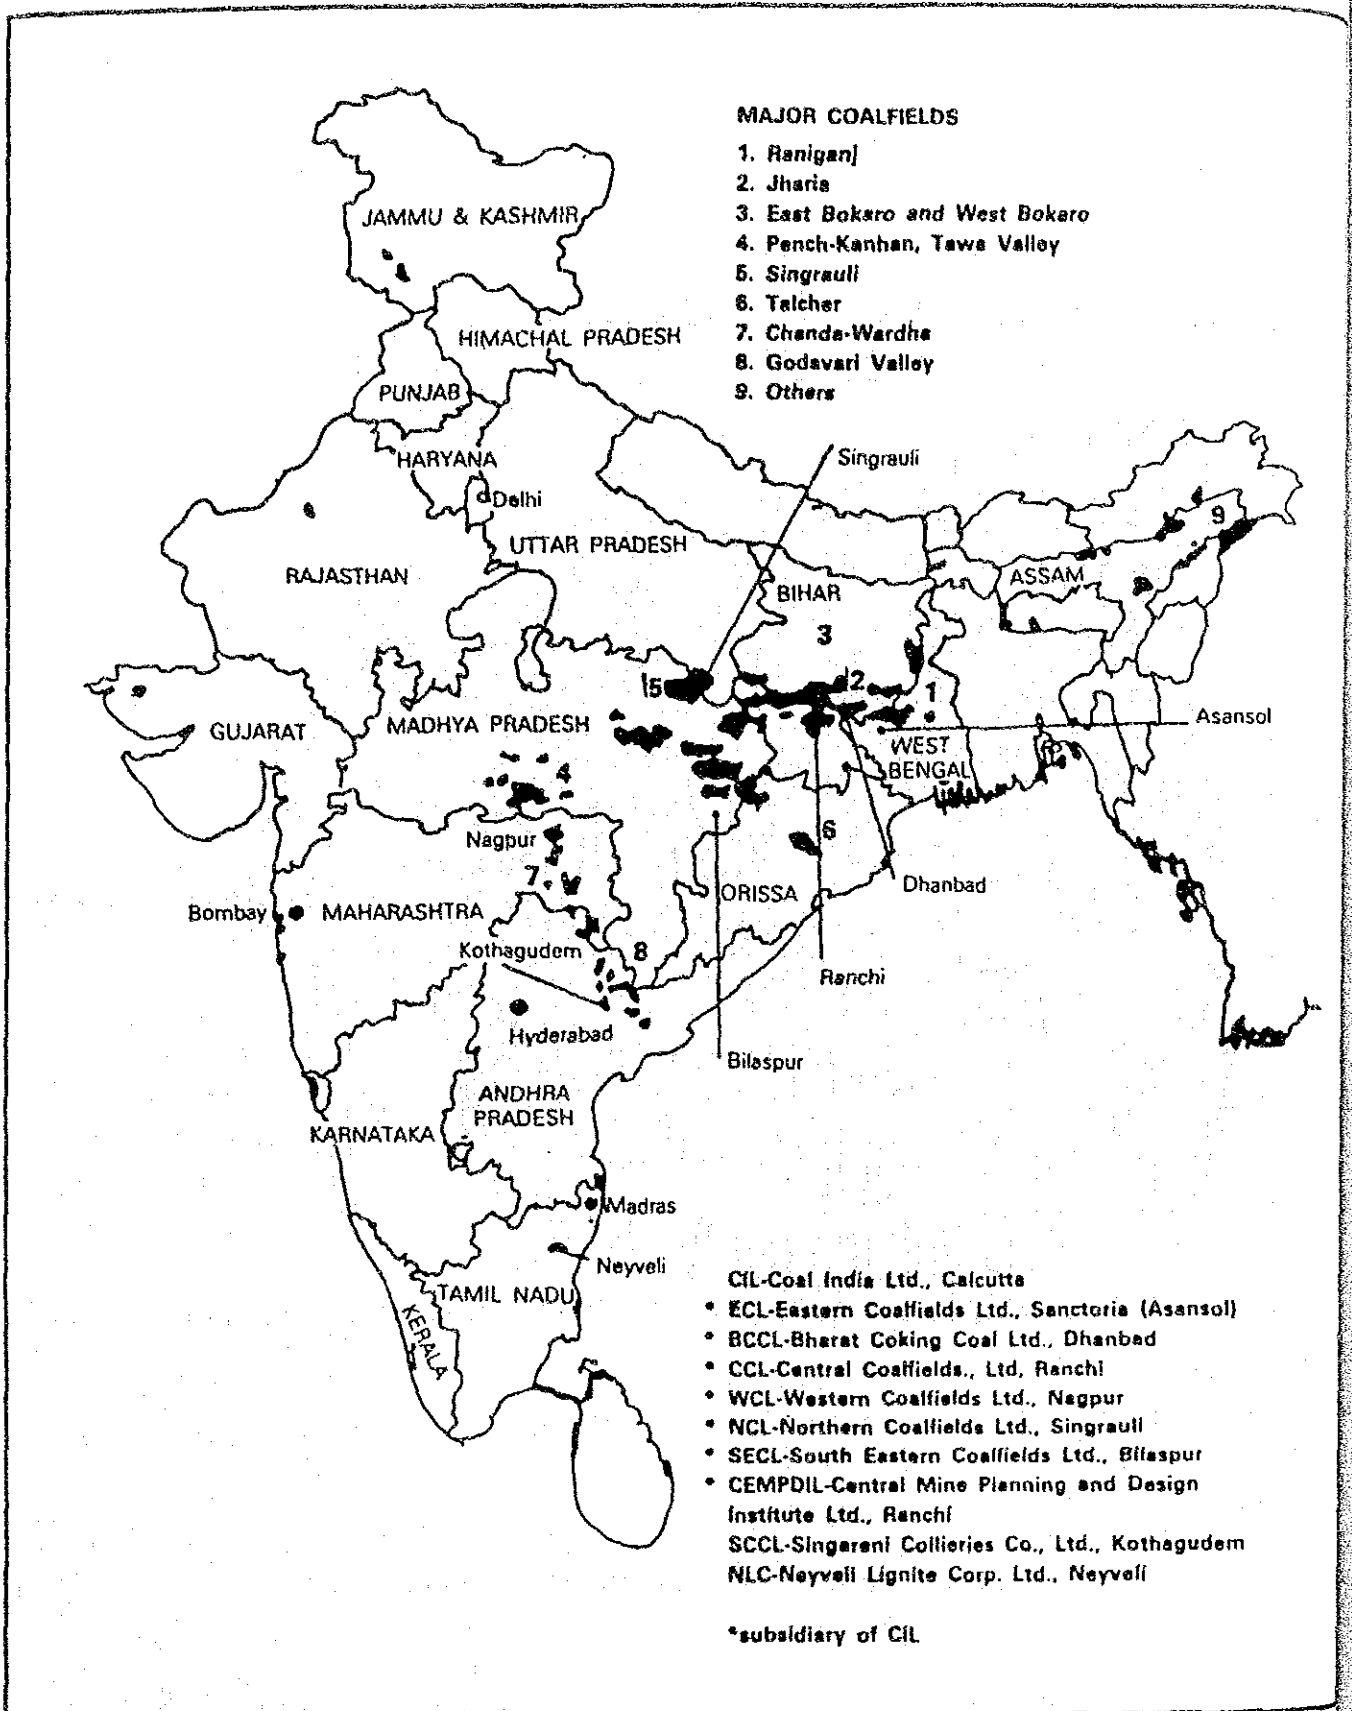 MAJOR COALFIELDS
1. Raniganj
2. Jharia
3. East Bokaro and West Bokaro
4. Pench-Kanhan, Tawa Valley
5. Singrauli
6. Talcher
7. Chanda-Wardha
8. Godavari Valley
9. Others
JAMMU & KASHMIR
HIMACHAL PRADESH
PUNJAB
HARYANA
Delhi
Singrauli
9
UTTAR PRADESH
RAJASTHAN
BIHAR
ASSAM
3
5
2
1
GUJARAT
MADHYA PRADESH
WEST
BENGAL
Asansol
4
Nagpur
6
7
Dhanbad
ORISSA
Bombay
MAHARASHTRA
Kothagudem
8
Ranchi
Hyderabad
Bilaspur
ANDHRA
PRADESH
KARNATAKA
Madras
Neyveli
TAMIL NADU
KERALA
CIL-Coal India Ltd., Calcutta
* ECL-Eastern Coalfields Ltd., Sanctoria (Asansol)
* BCCL-Bharat Coking Coal Ltd., Dhanbad
* CCL-Central Coalfields., Ltd, Ranchi
* WCL-Western Coalfields Ltd., Nagpur
* NCL-Northern Coalfields Ltd., Singrauli
* SECL-South Eastern Coalfields Ltd., Bilaspur
* CEMPDIL-Central Mine Planning and Design
Institute Ltd., Ranchi
SCCL-Singareni Collieries Co., Ltd., Kothagudem
NLC-Neyveli Lignite Corp. Ltd., Neyveli
*subsidiary of CIL